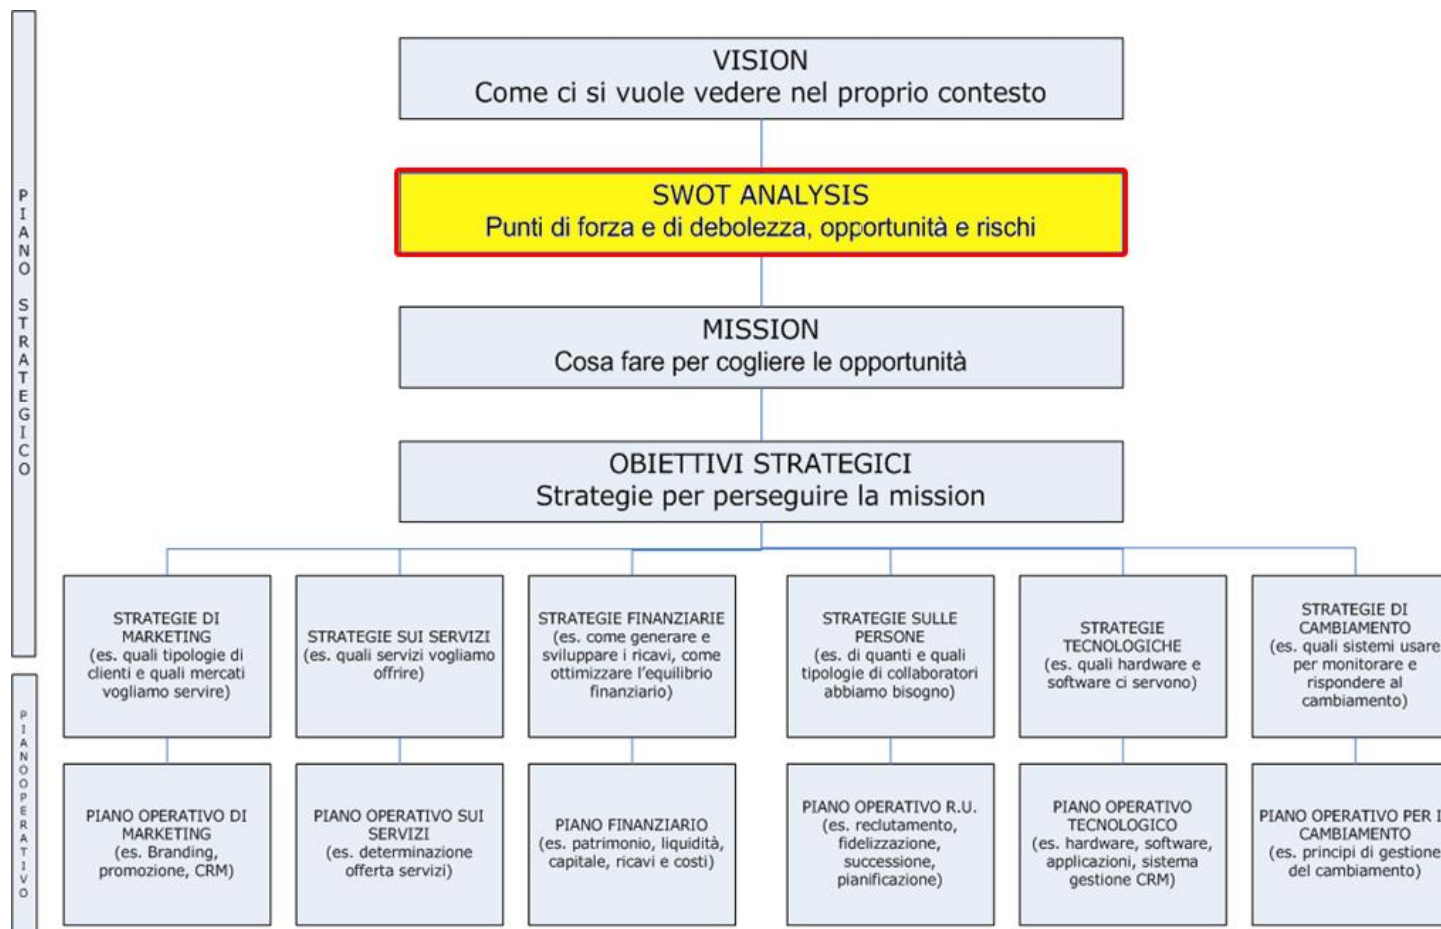 PIANO STRATEGICO
VISION
Come ci si vuole vedere nel proprio contesto
SWOT ANALYSIS
Punti di forza e di debolezza, opportunità e rischi
MISSION
Cosa fare per cogliere le opportunità
OBIETTIVI STRATEGICI
Strategie per perseguire la mission
STRATEGIE DI
MARKETING
(es. quali tipologie di
clienti e quali mercati
vogliamo servire)
STRATEGIE SUI SERVIZI
(es. quali servizi vogliamo
offrire)
STRATEGIE FINANZIARIE
(es. come generare e
sviluppare i ricavi, come
ottimizzare l'equilibrio
finanziario)
STRATEGIE SULLE
PERSONE
(es. di quanti e quali
tipologie di collaboratori
abbiamo bisogno)
STRATEGIE
TECNOLOGICHE
(es. quali hardware e
software ci servono)
STRATEGIE DI
CAMBIAMENTO
(es. quali sistemi usare
per monitorare e
rispondere al
cambiamento)
PIANOOPERATIVO
PIANO OPERATIVO DI
MARKETING
(es. Branding,
promozione, CRM)
PIANO OPERATIVO SUI
SERVIZI
(es. determinazione
offerta servizi)
PIANO FINANZIARIO
(es. patrimonio, liquidità,
capitale, ricavi e costi)
PIANO OPERATIVO R.U.
(es. reclutamento,
fidelizzazione,
successione,
pianificazione)
PIANO OPERATIVO
TECNOLOGICO
(es. hardware, software,
applicazioni, sistema
gestione CRM)
PIANO OPERATIVO PER
CAMBIAMENTO
(es. principi di gestione
del cambiamento)